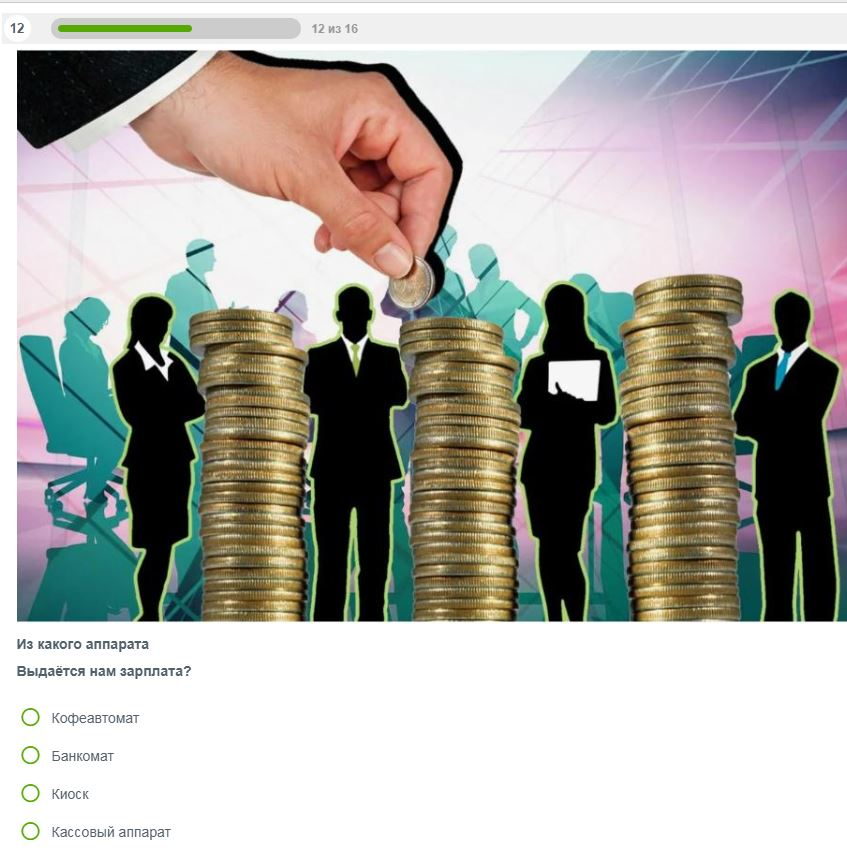 12
12 из 16
Из какого аппарата
Выдаётся нам зарплата?
Кофеавтомат
Банкомат
Киоск
Кассовый аппарат